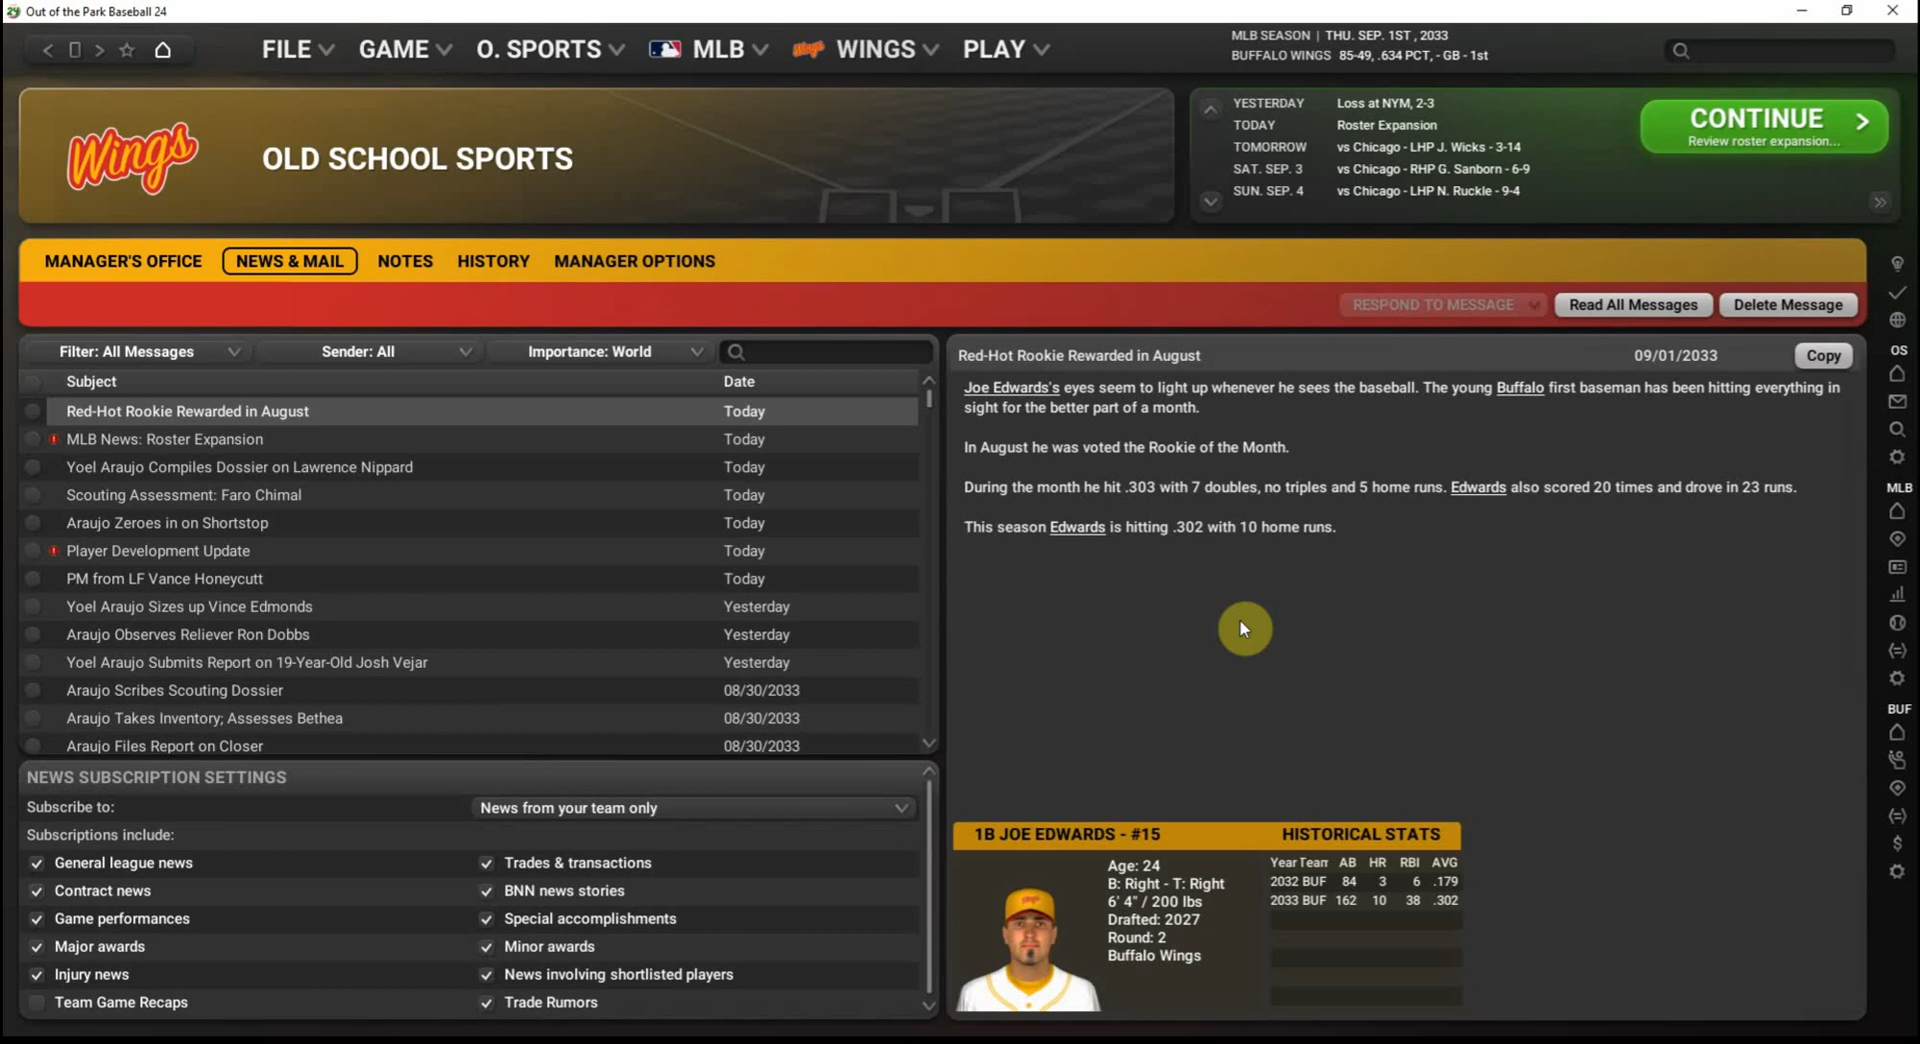 Out of the Park Baseball 24
FILE GAME O. SPORTS MLB WINGS PLAY
MLB SEASON | THU. SEP. 1ST , 2033
BUFFALO WINGS 85-49, .634 PCT, - GB - 1st
Wings
OLD SCHOOL SPORTS
YESTERDAY Loss at NYM, 2-3
TODAY Roster Expansion
TOMORROW vs Chicago - LHP J. Wicks - 3-14
SAT. SEP. 3 vs Chicago - RHP G. Sanborn - 6-9
SUN. SEP. 4 vs Chicago - LHP N. Ruckle - 9-4
CONTINUE
Review roster expansion...
MANAGER'S OFFICE NEWS & MAIL NOTES HISTORY MANAGER OPTIONS
RESPOND TO MESSAGE Read All Messages Delete Message
Filter: All Messages Sender: All Importance: World
Subject Date
Red-Hot Rookie Rewarded in August Today
MLB News: Roster Expansion Today
Yoel Araujo Compiles Dossier on Lawrence Nippard Today
Scouting Assessment: Faro Chimal Today
Araujo Zeroes in on Shortstop Today
Player Development Update Today
PM from LF Vance Honeycutt Today
Yoel Araujo Sizes up Vince Edmonds Yesterday
Araujo Observes Reliever Ron Dobbs Yesterday
Yoel Araujo Submits Report on 19-Year-Old Josh Vejar Yesterday
Araujo Scribes Scouting Dossier 08/30/2033
Araujo Takes Inventory; Assesses Bethea 08/30/2033
Araujo Files Report on Closer 08/30/2033
NEWS SUBSCRIPTION SETTINGS
Subscribe to: News from your team only
Subscriptions include:
General league news Trades & transactions
Contract news BNN news stories
Game performances Special accomplishments
Major awards Minor awards
Injury news News involving shortlisted players
Team Game Recaps Trade Rumors
Red-Hot Rookie Rewarded in August 09/01/2033 Copy
Joe Edwards's eyes seem to light up whenever he sees the baseball. The young Buffalo first baseman has been hitting everything in
sight for the better part of a month.
In August he was voted the Rookie of the Month.
During the month he hit .303 with 7 doubles, no triples and 5 home runs. Edwards also scored 20 times and drove in 23 runs.
This season Edwards is hitting .302 with 10 home runs.
1B JOE EDWARDS - #15 HISTORICAL STATS
Age: 24
B: Right - T: Right
6' 4" / 200 lbs
Drafted: 2027
Round: 2
Buffalo Wings
Year Team AB HR RBI AVG
2032 BUF 84 3 6 .179
2033 BUF 162 10 38 .302
OS
MLB
BUF